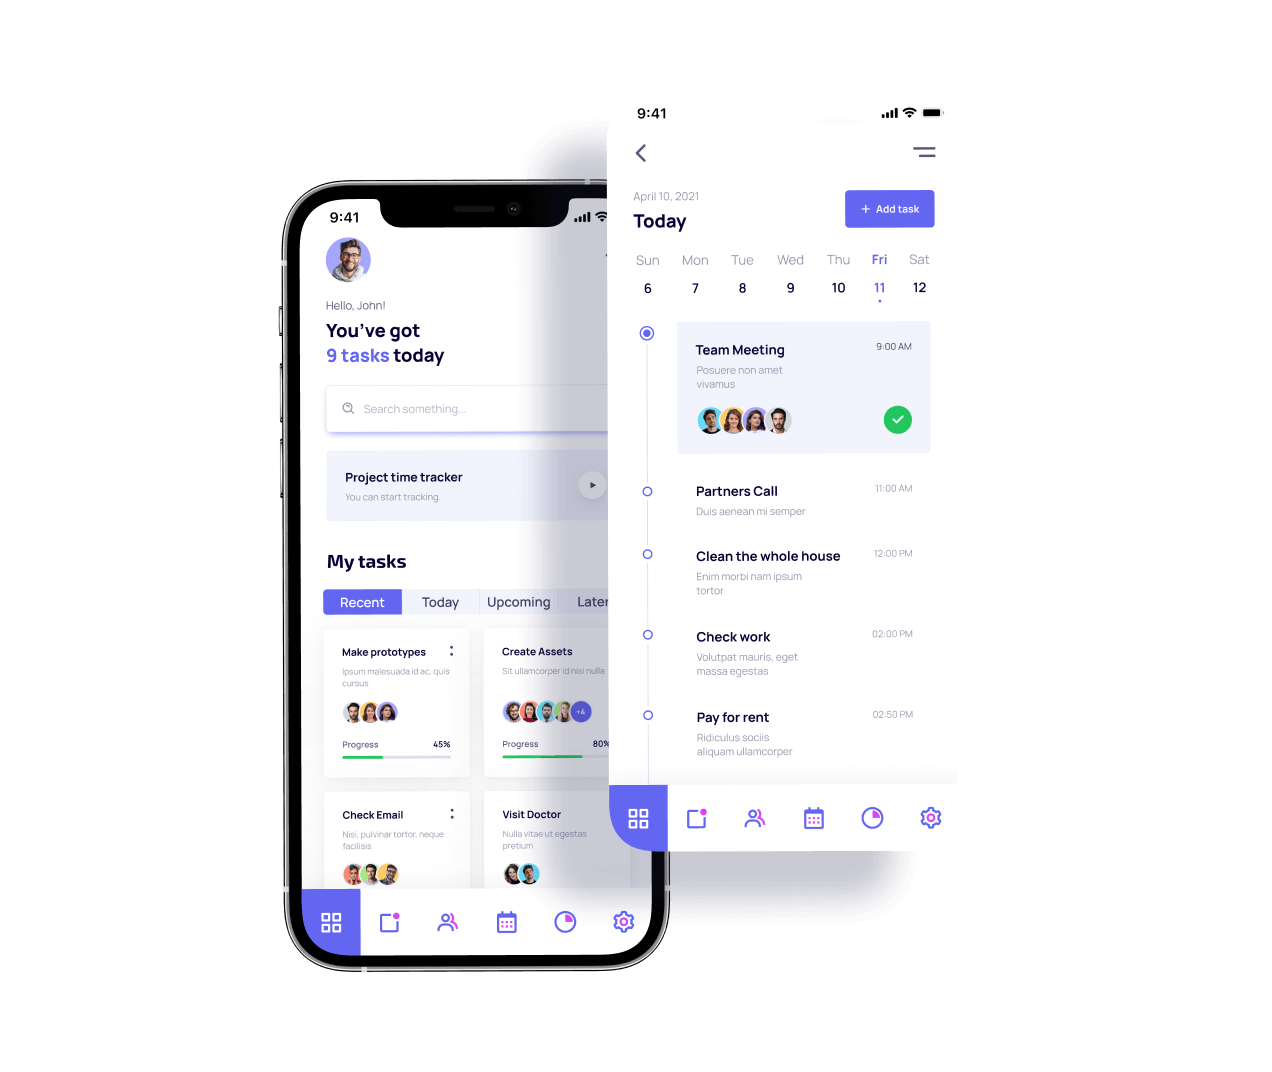 9:41
Hello, John!
You've got
9 tasks today
Search something...
Project time tracker
You can start tracking.
My tasks
Recent Today Upcoming Later
Make prototypes
Ipsum malesuada id ac, quis
cursus
Progress 45%
Create Assets
Sit ullamcorper id nisi nulla
+4
Progress 80%
Check Email
Nisi, pulvinar tortor, neque
facilisis
Visit Doctor
Nulla vitae ut egestas
pretium
9:41
April 10, 2021
Today
+ Add task
Sun Mon Tue Wed Thu Fri Sat
6 7 8 9 10 11 12
Team Meeting 9:00 AM
Posuere non amet
vivamus
Partners Call 11:00 AM
Duis aenean mi semper
Clean the whole house 12:00 PM
Enim morbi nam ipsum
tortor
Check work 02:00 PM
Volutpat mauris, eget
massa egestas
Pay for rent 02:50 PM
Ridiculus sociis
aliquam ullamcorper